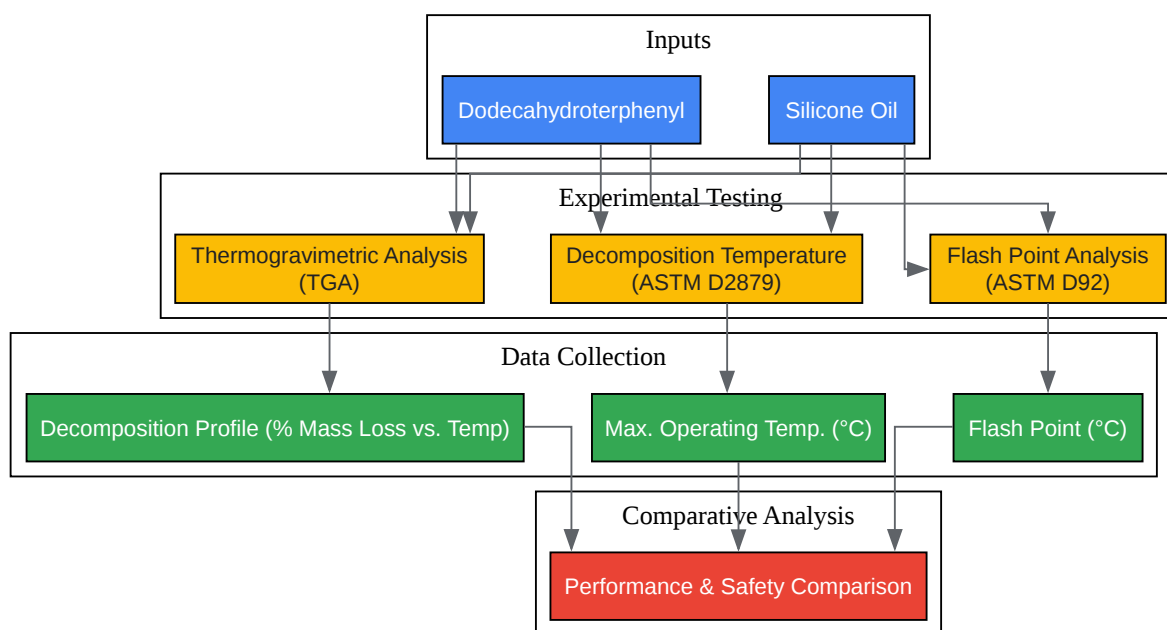 Inputs
Dodecahydroterphenyl
Silicone Oil
Experimental Testing
Thermogravimetric Analysis
(TGA)
Decomposition Temperature
(ASTM D2879)
Flash Point Analysis
(ASTM D92)
Data Collection
Decomposition Profile (% Mass Loss vs. Temp)
Max. Operating Temp. (°C)
Flash Point (°C)
Comparative Analysis
Performance & Safety Comparison